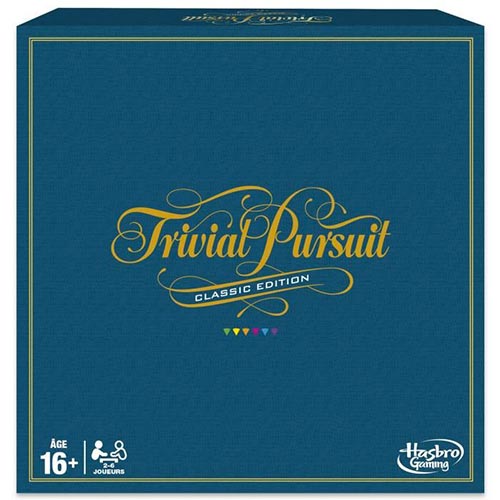 Trivial Pursuit
CLASSIC EDITION
ÂGE
16+
2-6
JOUEURS
Hasbro
Gaming